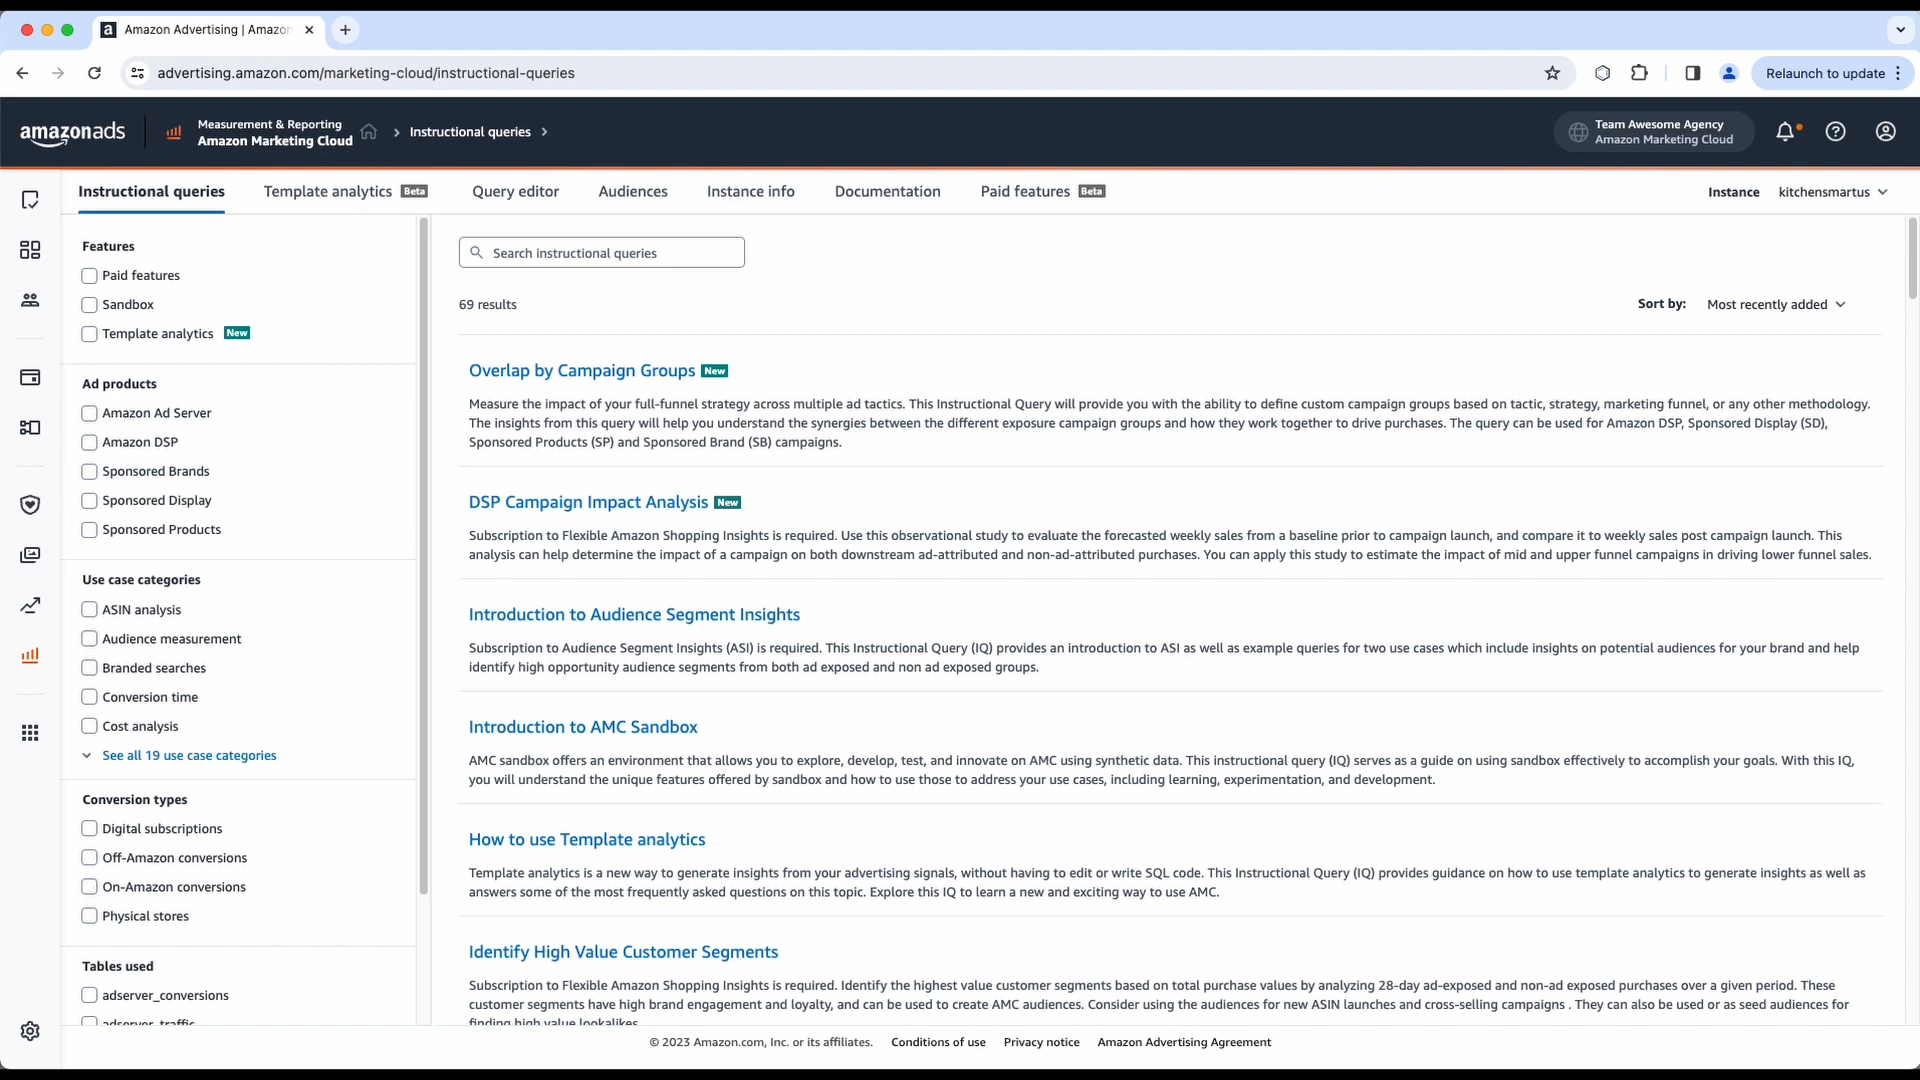 Amazon Advertising | Amazon
advertising.amazon.com/marketing-cloud/instructional-queries
Relaunch to update
amazonads
Measurement & Reporting
Amazon Marketing Cloud
Instructional queries
Team Awesome Agency
Amazon Marketing Cloud
Instructional queries
Template analytics Beta
Query editor
Audiences
Instance info
Documentation
Paid features Beta
Instance kitchensmartus
Features
Paid features
Sandbox
Template analytics New
Ad products
Amazon Ad Server
Amazon DSP
Sponsored Brands
Sponsored Display
Sponsored Products
Use case categories
ASIN analysis
Audience measurement
Branded searches
Conversion time
Cost analysis
See all 19 use case categories
Conversion types
Digital subscriptions
Off-Amazon conversions
On-Amazon conversions
Physical stores
Tables used
adserver_conversions
adserver_traffic
Search instructional queries
69 results
Sort by: Most recently added
Overlap by Campaign Groups New
Measure the impact of your full-funnel strategy across multiple ad tactics. This Instructional Query will provide you with the ability to define custom campaign groups based on tactic, strategy, marketing funnel, or any other methodology.
The insights from this query will help you understand the synergies between the different exposure campaign groups and how they work together to drive purchases. The query can be used for Amazon DSP, Sponsored Display (SD),
Sponsored Products (SP) and Sponsored Brand (SB) campaigns.
DSP Campaign Impact Analysis New
Subscription to Flexible Amazon Shopping Insights is required. Use this observational study to evaluate the forecasted weekly sales from a baseline prior to campaign launch, and compare it to weekly sales post campaign launch. This
analysis can help determine the impact of a campaign on both downstream ad-attributed and non-ad-attributed purchases. You can apply this study to estimate the impact of mid and upper funnel campaigns in driving lower funnel sales.
Introduction to Audience Segment Insights
Subscription to Audience Segment Insights (ASI) is required. This Instructional Query (IQ) provides an introduction to ASI as well as example queries for two use cases which include insights on potential audiences for your brand and help
identify high opportunity audience segments from both ad exposed and non ad exposed groups.
Introduction to AMC Sandbox
AMC sandbox offers an environment that allows you to explore, develop, test, and innovate on AMC using synthetic data. This instructional query (IQ) serves as a guide on using sandbox effectively to accomplish your goals. With this IQ,
you will understand the unique features offered by sandbox and how to use those to address your use cases, including learning, experimentation, and development.
How to use Template analytics
Template analytics is a new way to generate insights from your advertising signals, without having to edit or write SQL code. This Instructional Query (IQ) provides guidance on how to use template analytics to generate insights as well as
answers some of the most frequently asked questions on this topic. Explore this IQ to learn a new and exciting way to use AMC.
Identify High Value Customer Segments
Subscription to Flexible Amazon Shopping Insights is required. Identify the highest value customer segments based on total purchase values by analyzing 28-day ad-exposed and non-ad exposed purchases over a given period. These
customer segments have high brand engagement and loyalty, and can be used to create AMC audiences. Consider using the audiences for new ASIN launches and cross-selling campaigns . They can also be used or as seed audiences for
finding high value lookalikes.
© 2023 Amazon.com, Inc. or its affiliates.
Conditions of use
Privacy notice
Amazon Advertising Agreement